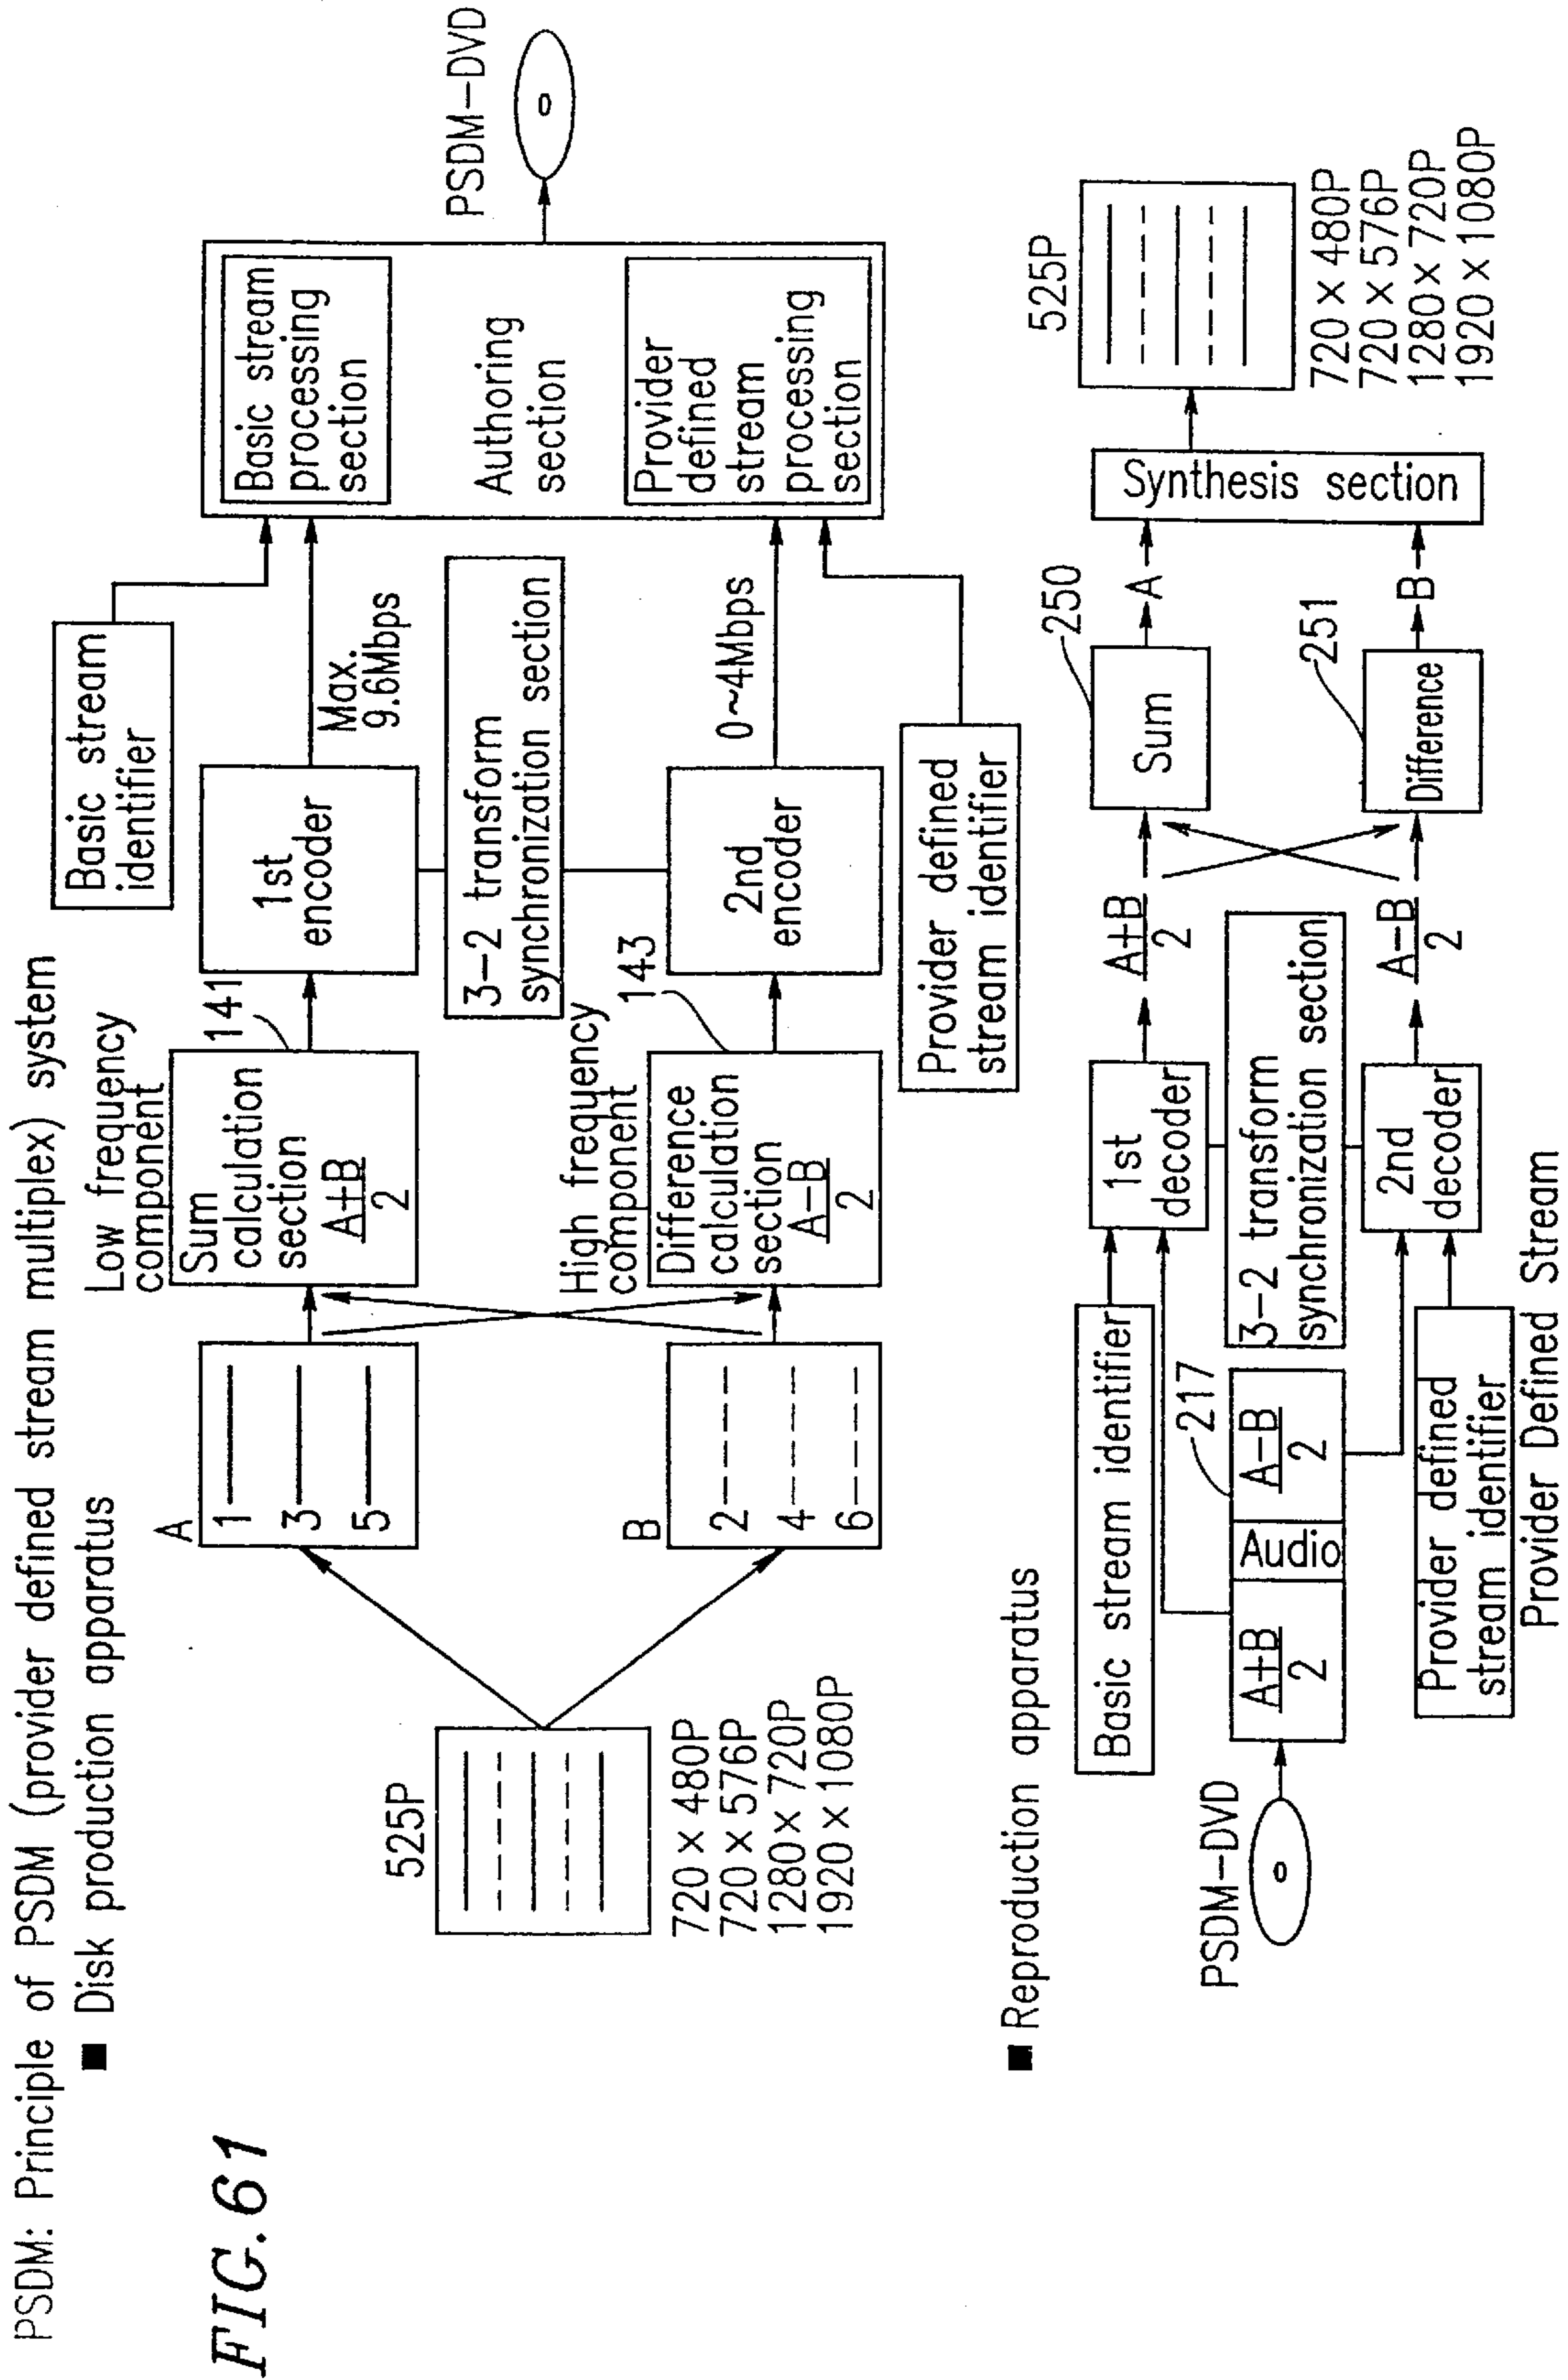 PSDM: Principle of PSDM (provider defined stream multiplex) system
■ Disk production apparatus
FIG. 61
525P
720 × 480P
720 × 576P
1280 × 720P
1920 × 1080P
A
1
3
5
B
2
4
6
Low frequency
component
Sum
calculation
section
A+B
2
141
High frequency
component
Difference
calculation
section
A−B
2
143
1st
encoder
3−2 transform
synchronization section
2nd
encoder
Basic stream
identifier
Max.
9.6Mbps
0~4Mbps
Provider defined
stream identifier
Basic stream
processing
section
Authoring
section
Provider
defined
stream
processing
section
PSDM−DVD
■ Reproduction apparatus
PSDM−DVD
A+B
2
Audio
A−B
2
217
Basic stream identifier
Provider defined
stream identifier
Provider Defined Stream
1st
decoder
3−2 transform
synchronization section
2nd
decoder
A+B
2
A−B
2
Sum
250
Difference
251
A
B
Synthesis section
525P
720 × 480P
720 × 576P
1280 × 720P
1920 × 1080P